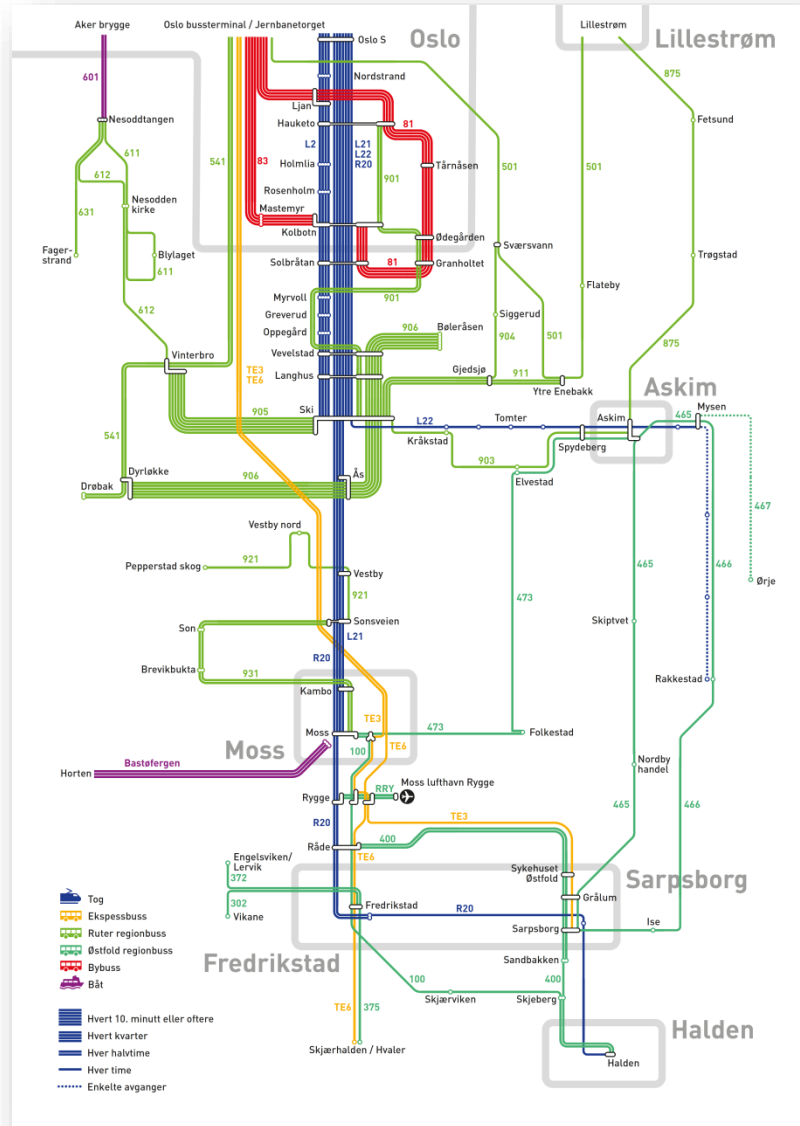 Aker brygge
Oslo bussterminal / Jernbanetorget
Lillestrøm
Oslo S
Oslo
Lillestrøm
601
Nordstrand
875
Ljan
Nesoddtangen
Hauketo
81
Fetsund
611
541
83
L2
L21
L22
R20
501
501
612
Holmlia
Tårnåsen
901
631
Nesodden
kirke
Rosenholm
Mastemyr
Kolbotn
Ødegården
Fager-
strand
Blylaget
611
Sværsvann
Trøgstad
Solbråtan
81
Granholtet
Flateby
612
Myrvoll
901
Greverud
Siggerud
Oppegård
906
Bøleråsen
904
501
875
Vinterbro
Vevelstad
TE3
TE6
Langhus
Gjedsjø
911
Ytre Enebakk
Askim
905
Ski
L22
Tomter
Askim
465
Mysen
541
Kråkstad
Spydeberg
903
Dyrløkke
906
Ås
Elvestad
Drøbak
467
Vestby nord
Pepperstad skog
921
Vestby
465
466
Ørje
921
473
Son
Sonsveien
Skiptvet
L21
R20
Brevikbukta
931
Kambo
Rakkestad
Moss
Moss
TE3
473
Folkestad
100
TE6
Horten
Bastøfergen
Nordby
handel
RRY
Moss lufthavn Rygge
Rygge
R20
TE3
465
466
400
Råde
TE6
Engelsviken/
Lervik
Sykehuset
Østfold
Sarpsborg
372
Tog
Grålum
302
Fredrikstad
R20
Ekspessbuss
Vikane
Sarpsborg
Ise
Ruter regionbuss
Østfold regionbuss
Fredrikstad
Sandbakken
Bybuss
100
400
Båt
Skjærviken
Skjeberg
TE6
375
Hvert 10. minutt eller oftere
Halden
Hvert kvarter
Skjærhalden / Hvaler
Hver halvtime
Halden
Hver time
Enkelte avganger